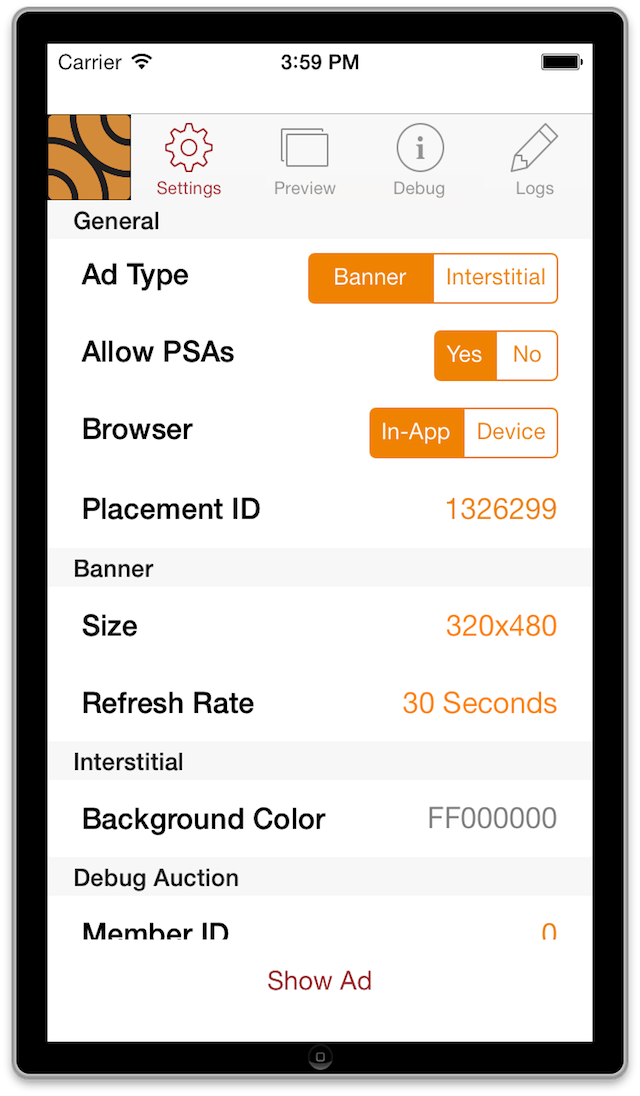 Carrier 3:59 PM
Settings Preview Debug Logs
General
Ad Type Banner Interstitial
Allow PSAs Yes No
Browser In-App Device
Placement ID 1326299
Banner
Size 320x480
Refresh Rate 30 Seconds
Interstitial
Background Color FF000000
Debug Auction
Member ID 0
Show Ad